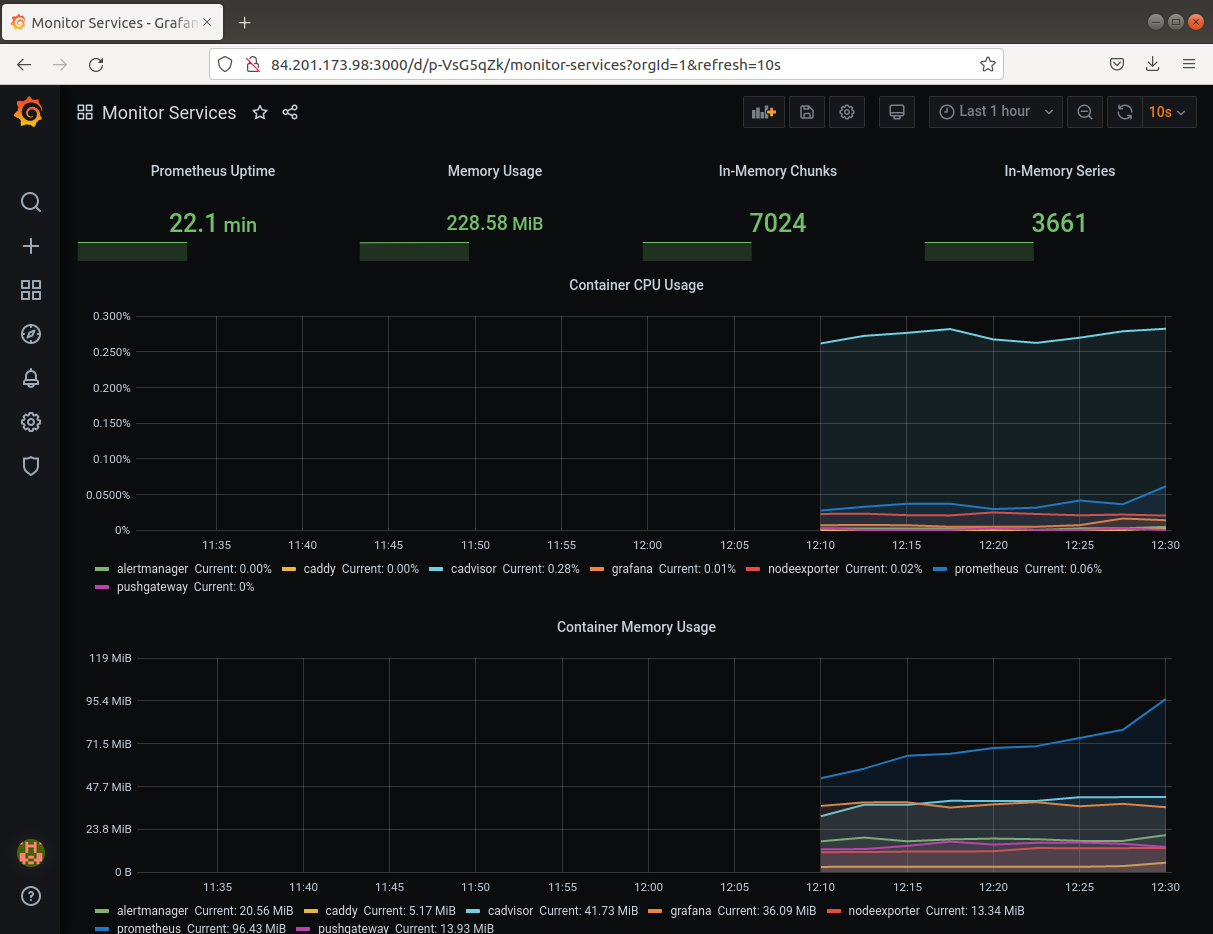 Monitor Services - Grafan
84.201.173.98:3000/d/p-VsG5qZk/monitor-services?orgId=1&refresh=10s
Monitor Services
Last 1 hour
10s
Prometheus Uptime
Memory Usage
In-Memory Chunks
In-Memory Series
22.1 min
228.58 MiB
7024
3661
Container CPU Usage
0.300%
0.250%
0.200%
0.150%
0.100%
0.0500%
0%
11:35 11:40 11:45 11:50 11:55 12:00 12:05 12:10 12:15 12:20 12:25 12:30
alertmanager Current: 0.00% caddy Current: 0.00% cadvisor Current: 0.28% grafana Current: 0.01% nodeexporter Current: 0.02% prometheus Current: 0.06%
pushgateway Current: 0%
Container Memory Usage
119 MiB
95.4 MiB
71.5 MiB
47.7 MiB
23.8 MiB
0 B
11:35 11:40 11:45 11:50 11:55 12:00 12:05 12:10 12:15 12:20 12:25 12:30
alertmanager Current: 20.56 MiB caddy Current: 5.17 MiB cadvisor Current: 41.73 MiB grafana Current: 36.09 MiB nodeexporter Current: 13.34 MiB
prometheus Current: 96.43 MiB pushgateway Current: 13.93 MiB